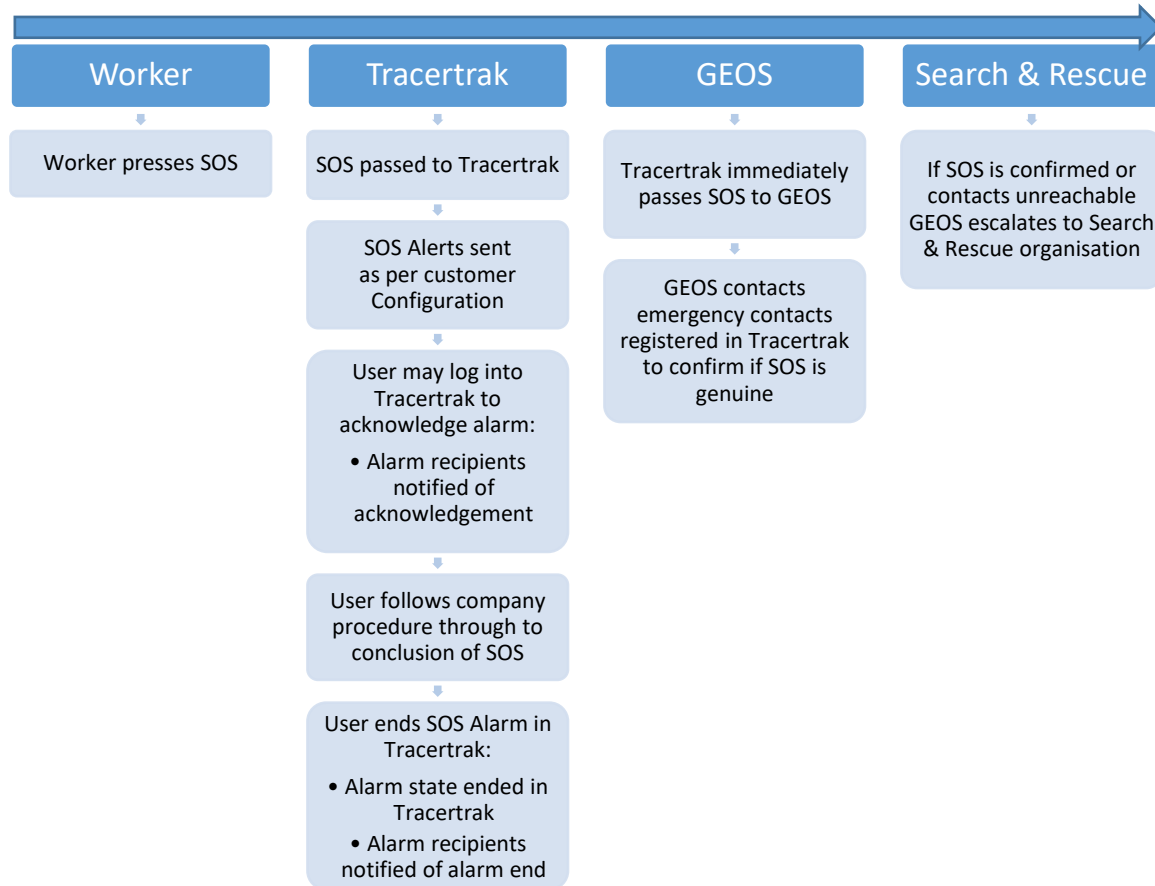 Worker
Worker presses SOS
Tracertrak
SOS passed to Tracertrak
SOS Alerts sent
as per customer
Configuration
User may log into
Tracertrak to
acknowledge alarm:
• Alarm recipients
notified of
acknowledgement
User follows company
procedure through to
conclusion of SOS
User ends SOS Alarm in
Tracertrak:
• Alarm state ended in
Tracertrak
• Alarm recipients
notified of alarm end
GEOS
Tracertrak immediately
passes SOS to GEOS
GEOS contacts
emergency contacts
registered in Tracertrak
to confirm if SOS is
genuine
Search & Rescue
If SOS is confirmed or
contacts unreachable
GEOS escalates to Search
& Rescue organisation